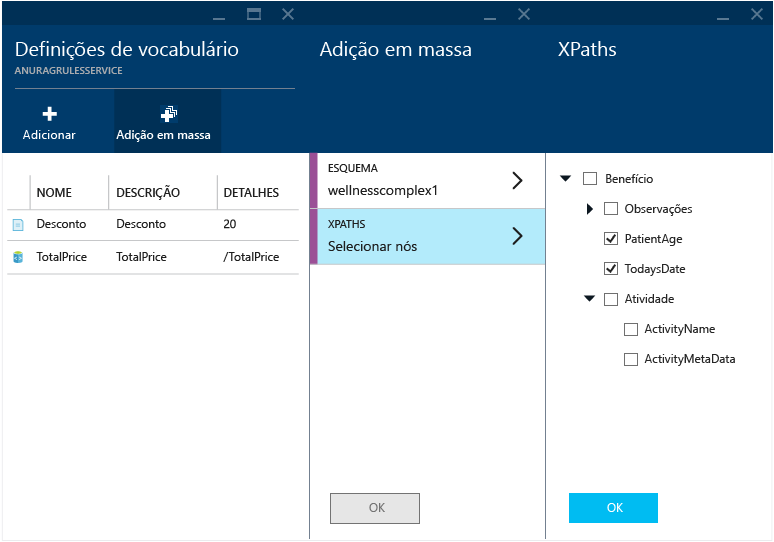 Definições de vocabulário
ANURAGRULESSERVICE
Adicionar
Adição em massa
NOME DESCRIÇÃO DETALHES
Desconto Desconto 20
TotalPrice TotalPrice /TotalPrice
Adição em massa
ESQUEMA
wellnesscomplex1
XPATHS
Selecionar nós
OK
XPaths
Benefício
Observações
PatientAge
TodaysDate
Atividade
ActivityName
ActivityMetaData
OK